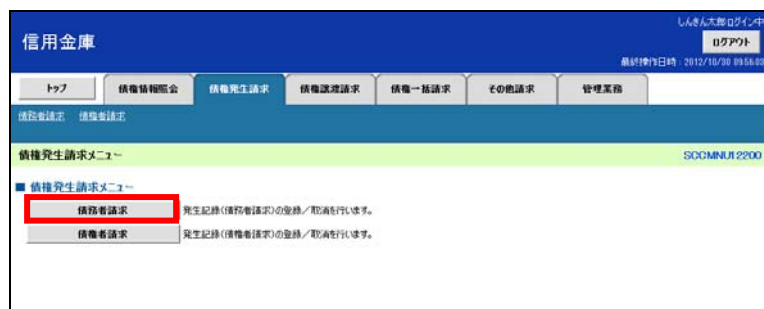 しんきん太郎ログイン中
信用金庫
ログアウト
最終操作日時：2012/10/30 09:56:03
トップ 債権情報照会 債権発生請求 債権譲渡請求 債権一括請求 その他請求 管理業務
債務者請求 債権者請求
債権発生請求メニュー SCCMNU12200
■ 債権発生請求メニュー
債務者請求 発生記録(債務者請求)の登録／取消を行います。
債権者請求 発生記録(債権者請求)の登録／取消を行います。